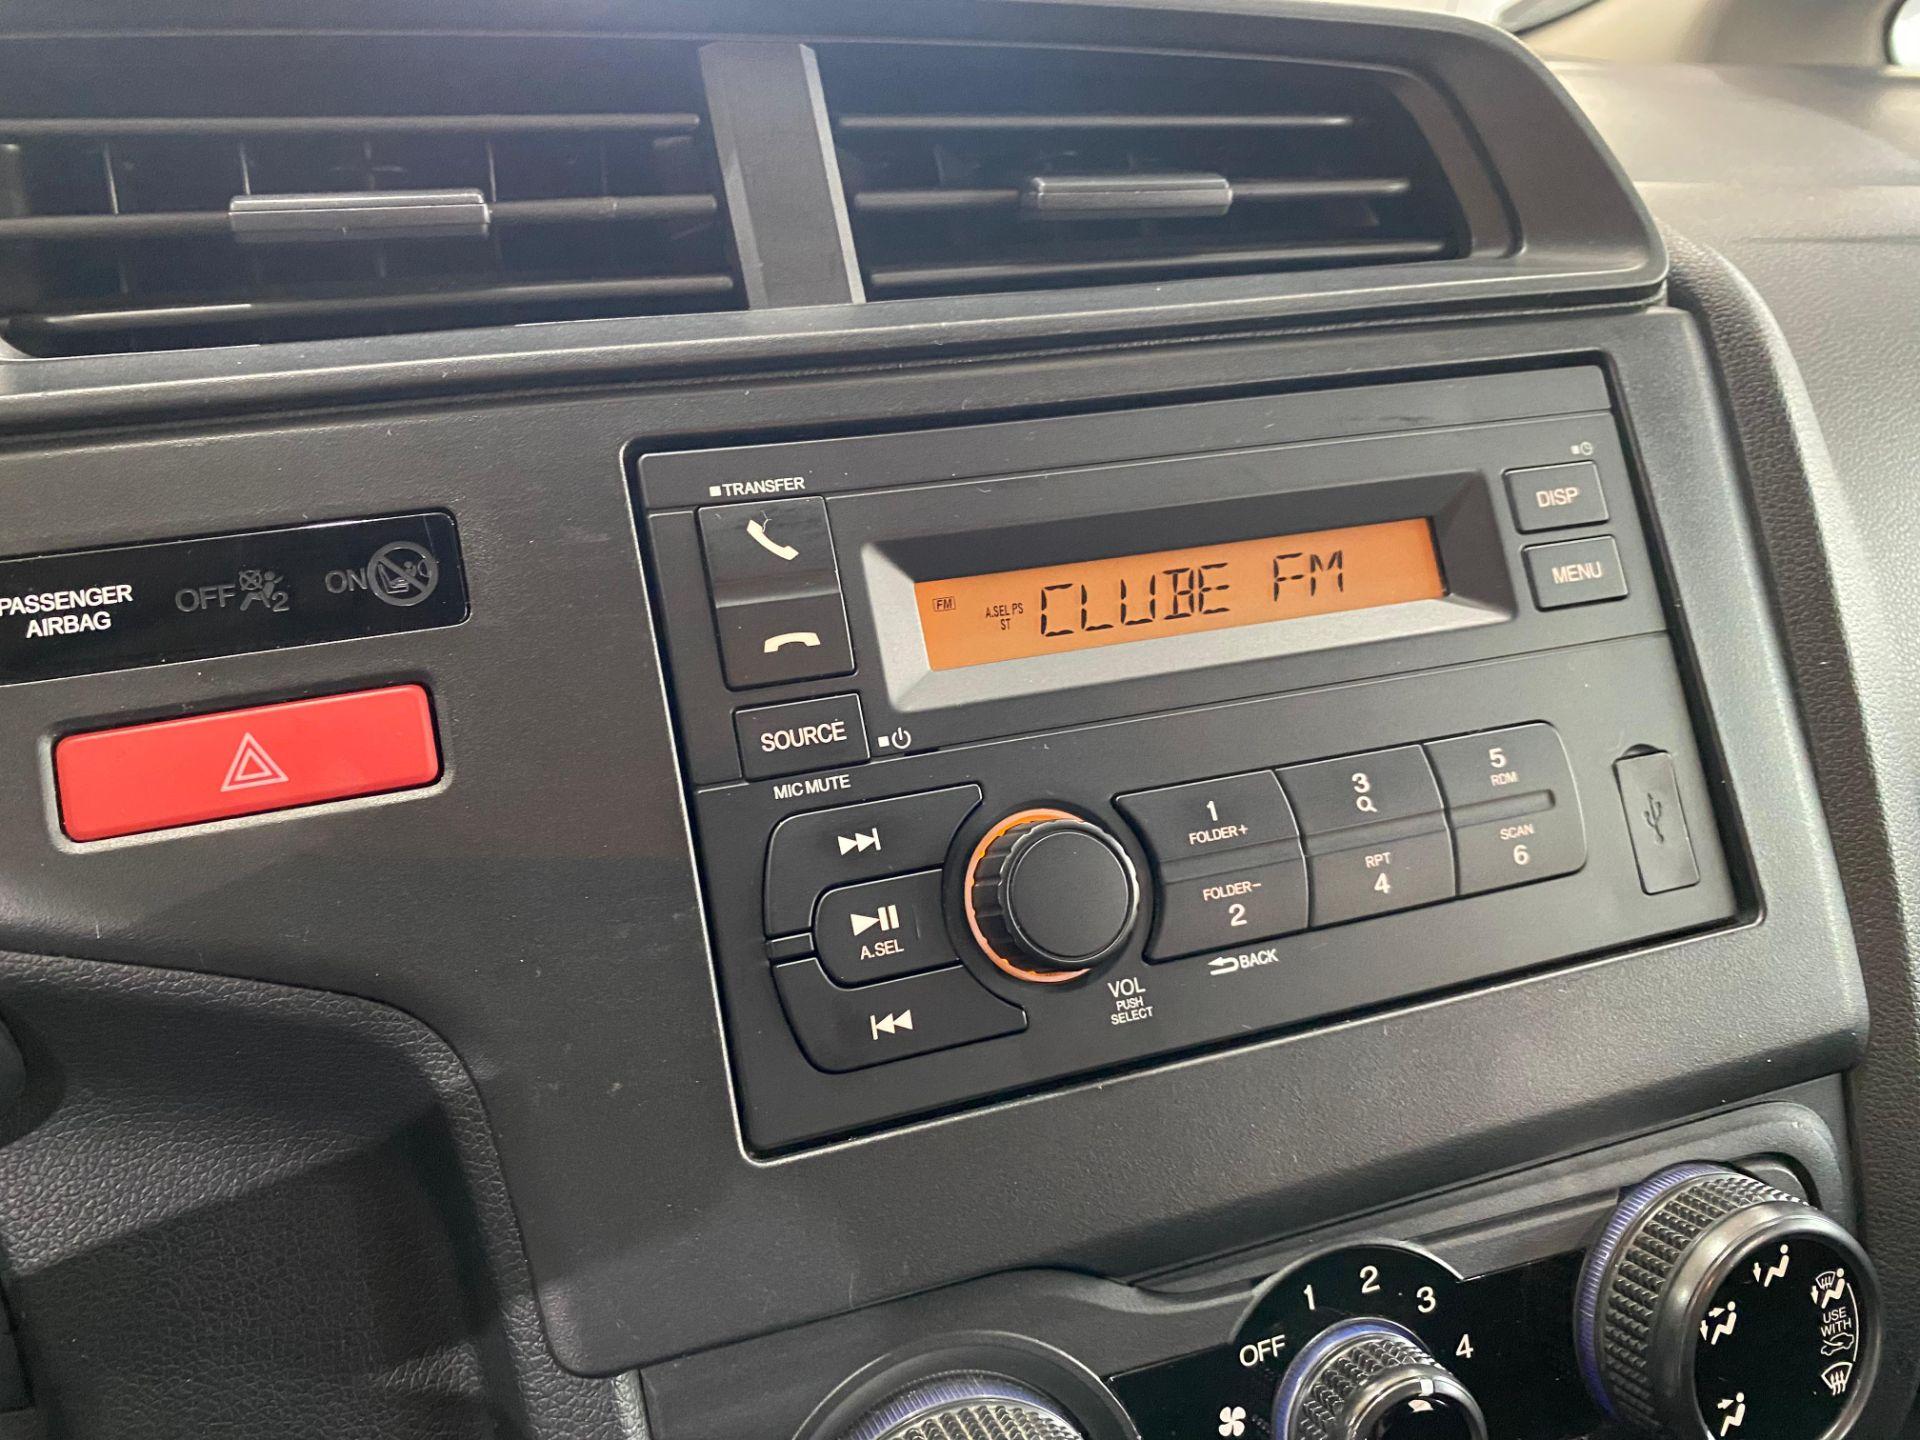 TRANSFER
DISP
MENU
FM
A.SEL PS
ST
CLUBE FM
PASSENGER
AIRBAG
OFF
2
ON
SOURCE
MIC MUTE
A.SEL
VOL
PUSH
SELECT
1
FOLDER+
3
5
RDM
FOLDER-
2
RPT
4
SCAN
6
BACK
OFF
1
2
3
4
USE
WITH